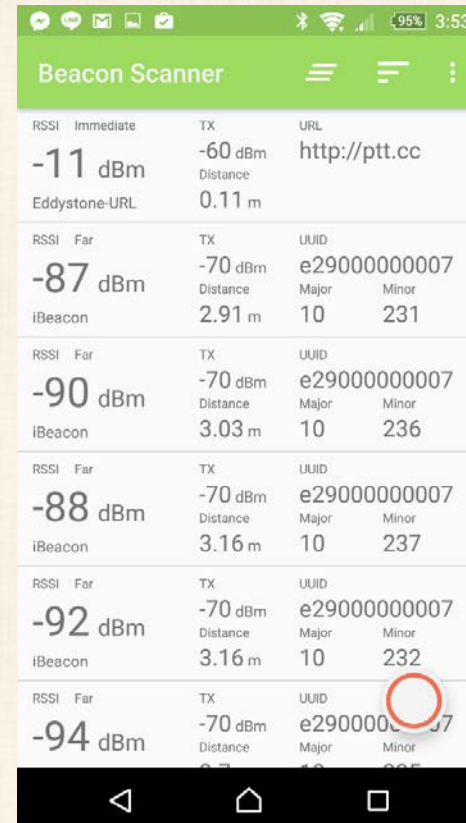 95% 3:53
Beacon Scanner
RSSI Immediate TX URL
-11 dBm -60 dBm http://ptt.cc
Distance
Eddystone-URL 0.11 m
RSSI Far TX UUID
-87 dBm -70 dBm e29000000007
Distance Major Minor
iBeacon 2.91 m 10 231
RSSI Far TX UUID
-90 dBm -70 dBm e29000000007
Distance Major Minor
iBeacon 3.03 m 10 236
RSSI Far TX UUID
-88 dBm -70 dBm e29000000007
Distance Major Minor
iBeacon 3.16 m 10 237
RSSI Far TX UUID
-92 dBm -70 dBm e29000000007
Distance Major Minor
iBeacon 3.16 m 10 232
RSSI Far TX UUID
-94 dBm -70 dBm
Distance Major Minor